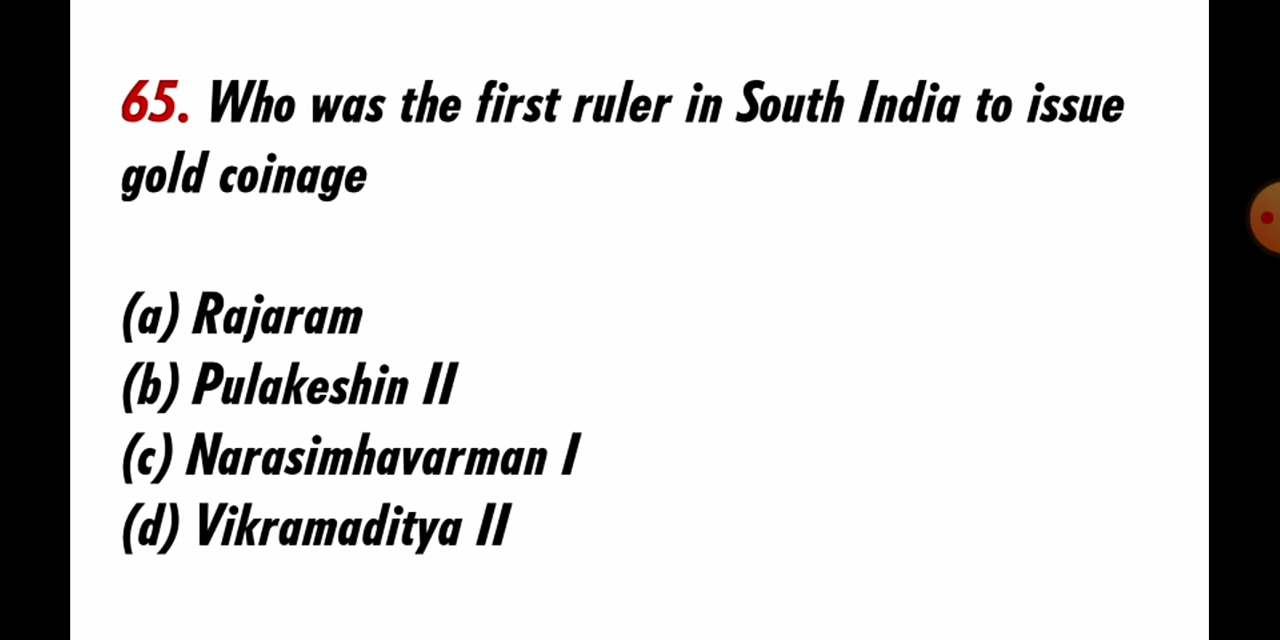 65. Who was the first ruler in South India to issue
gold coinage
(a) Rajaram
(b) Pulakeshin II
(c) Narasimhavarman I
(d) Vikramaditya II